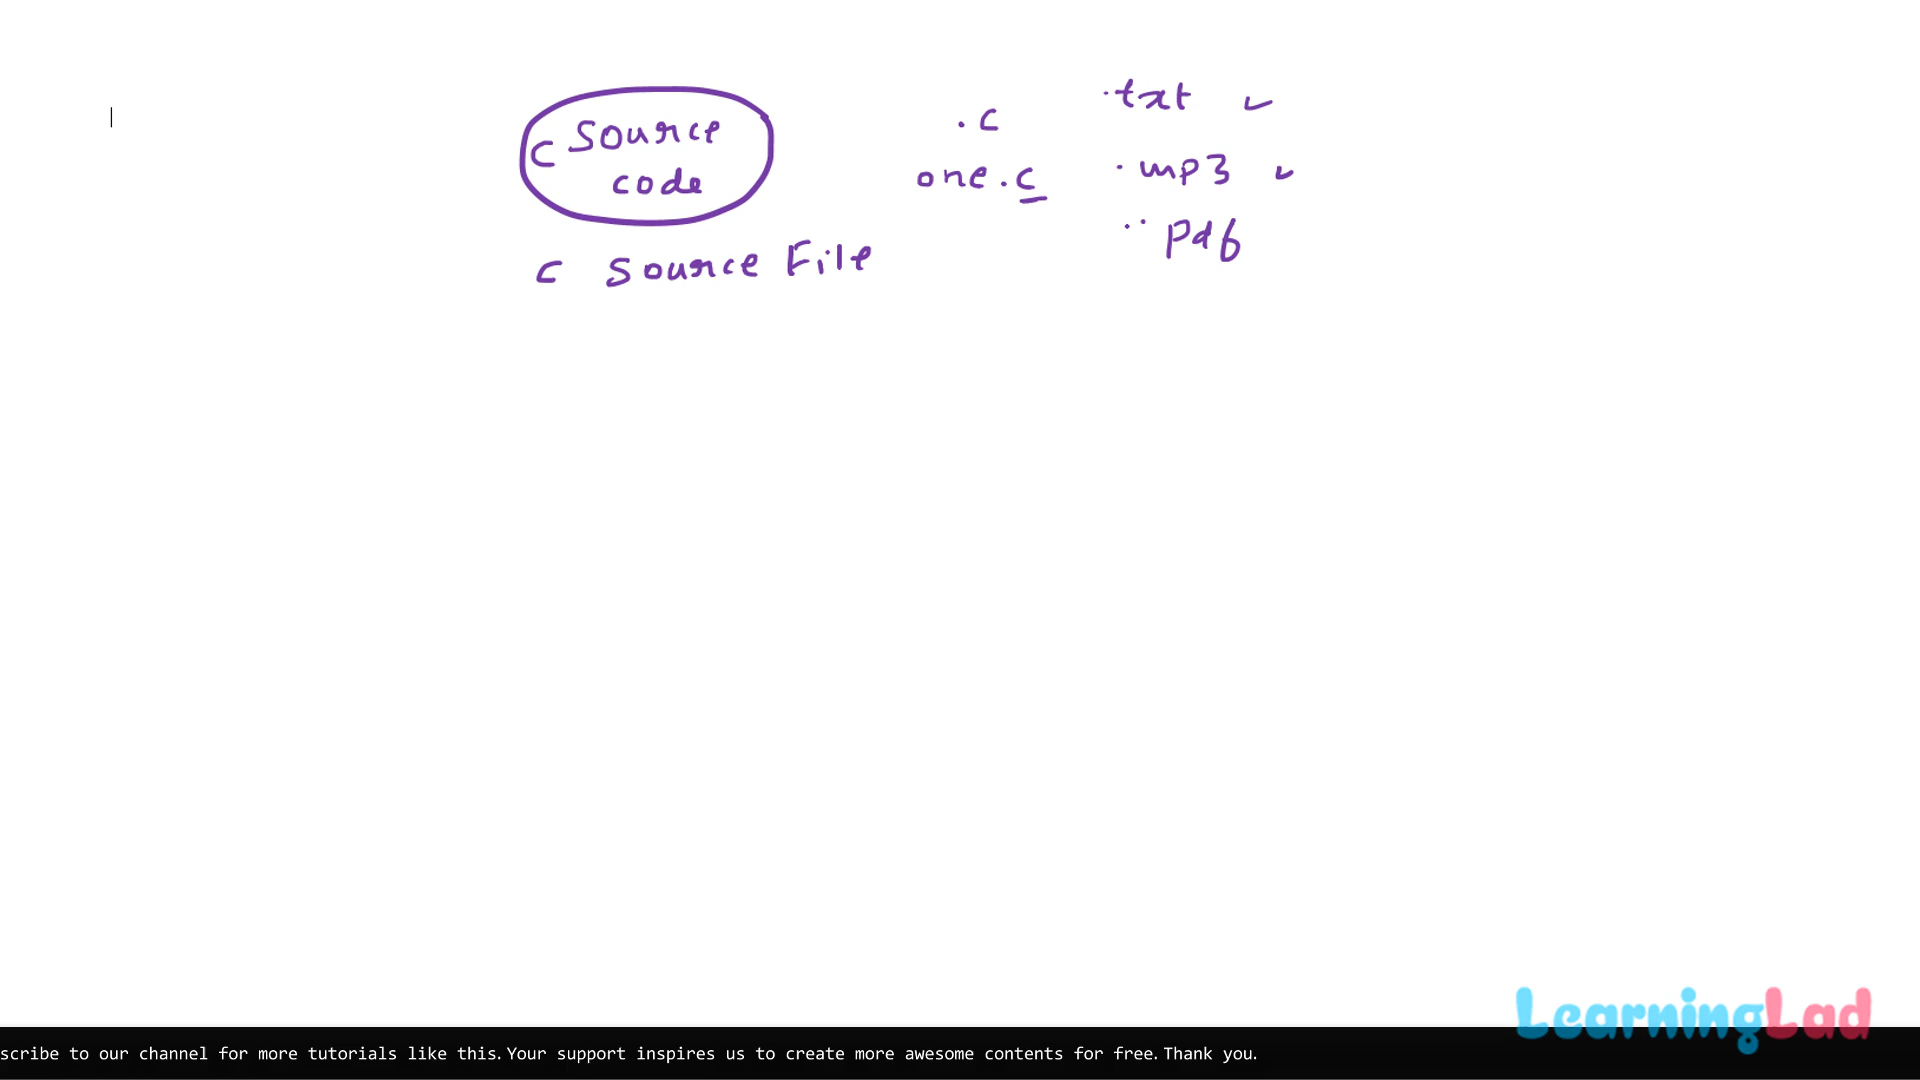 C Source
code
C Source File
.c
one.c
.txt
.mp3
.. Pdf
LearningLad
scribe to our channel for more tutorials like this. Your support inspires us to create more awesome contents for free. Thank you.